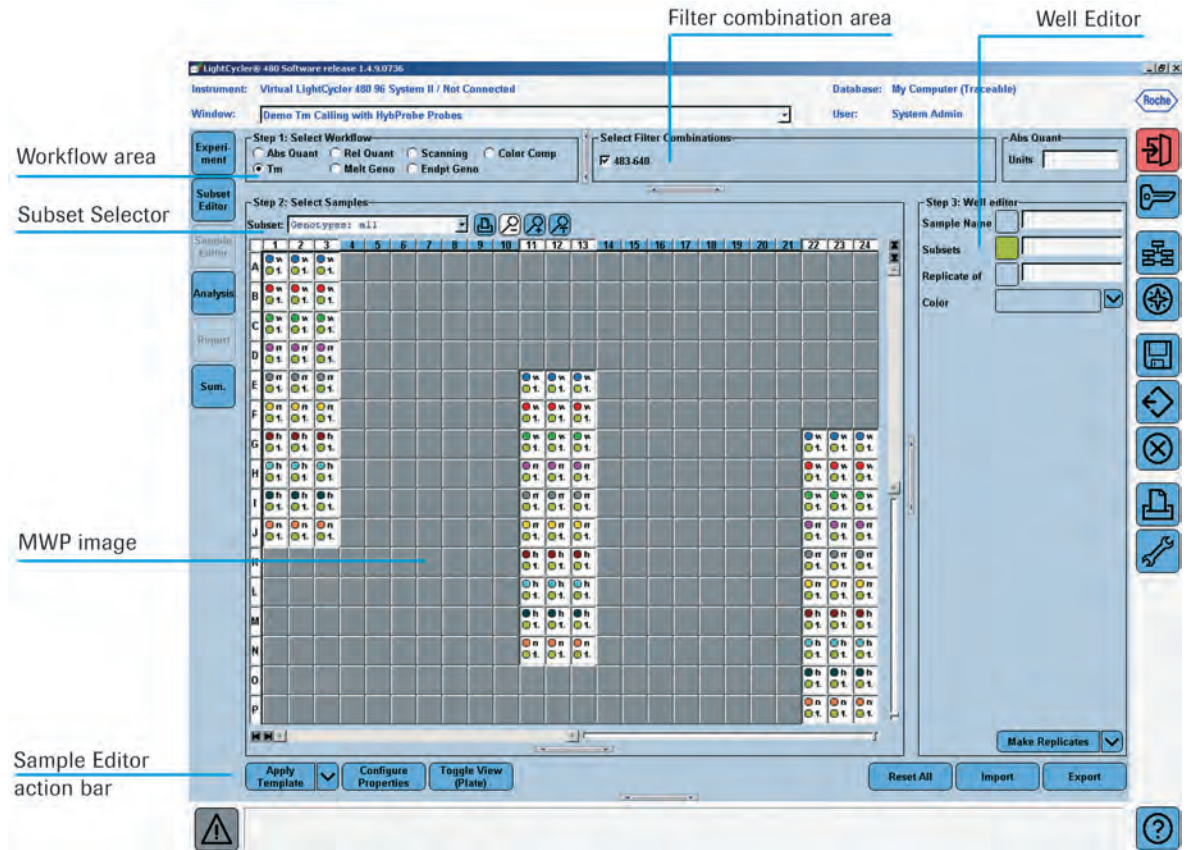 Filter combination area
Well Editor
LightCycler® 480 Software release 1.4.9.0736
Instrument: Virtual LightCycler 480 96 System II / Not Connected
Database: My Computer (Traceable)
Window: Demo Tm Calling with HybProbe Probes
User: System Admin
Roche
Workflow area
Subset Selector
MWP image
Sample Editor
action bar
Experi-
ment
Subset
Editor
Sample
Editor
Analysis
Report
Sum.
Step 1: Select Workflow
Abs Quant Rel Quant Scanning Color Comp
Tm Melt Geno Endpt Geno
Select Filter Combinations
483-640
Abs Quant
Units
Step 2: Select Samples
Subset: Genotypes: all
1 2 3 4 5 6 7 8 9 10 11 12 13 14 15 16 17 18 19 20 21 22 23 24
A
B
C
D
E
F
G
H
I
J
L
M
N
O
P
Step 3: Well editor
Sample Name
Subsets
Replicate of
Color
Make Replicates
Apply
Template
Configure
Properties
Toggle View
(Plate)
Reset All
Import
Export